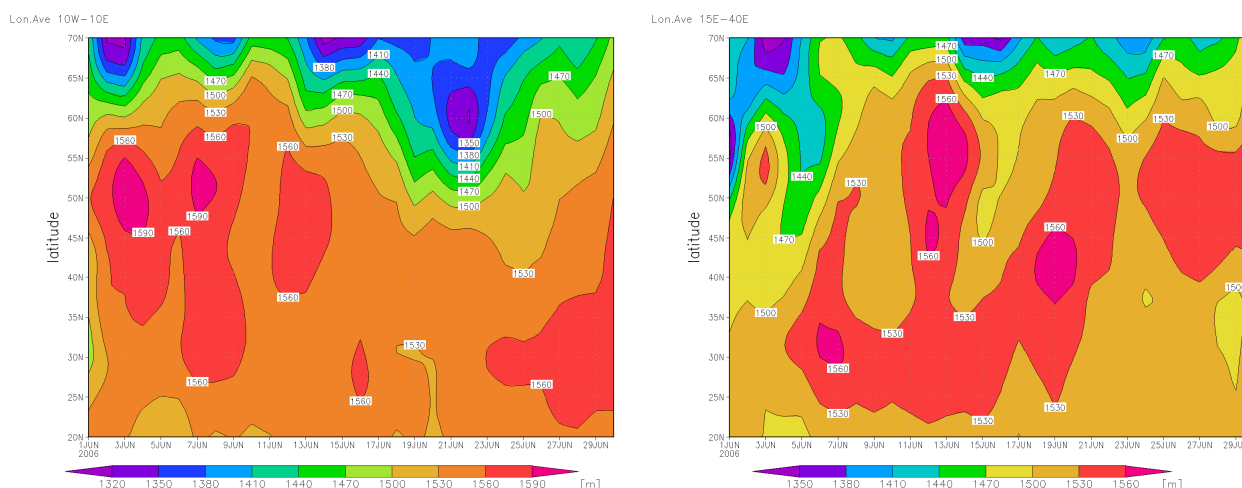 Lon.Ave 10W-10E
70N
65N
60N
55N
50N
45N
40N
35N
30N
25N
20N
latitude
1410
1380
1440
1470
1470
1470
1500
1500
1500
1530
1530
1560
1560
1560
1350
1380
1410
1440
1470
1500
1590
1590
1560
1530
1560
1560
1530
1560
1560
1JUN 3JUN 5JUN 7JUN 9JUN 11JUN 13JUN 15JUN 17JUN 19JUN 21JUN 23JUN 25JUN 27JUN 29JUN
2006
1320 1350 1380 1410 1440 1470 1500 1530 1560 1590 [m]
Lon.Ave 15E-40E
70N
65N
60N
55N
50N
45N
40N
35N
30N
25N
20N
latitude
1470
1500
1530
1440
1470
1470
1560
1500
1530
1530
1500
1500
1440
1530
1470
1500
1560
1560
1500
1530
1530
1560
1530
1530
1530
1JUN 3JUN 5JUN 7JUN 9JUN 11JUN 13JUN 15JUN 17JUN 19JUN 21JUN 23JUN 25JUN 27JUN
2006
1350 1380 1410 1440 1470 1500 1530 1560 [m]